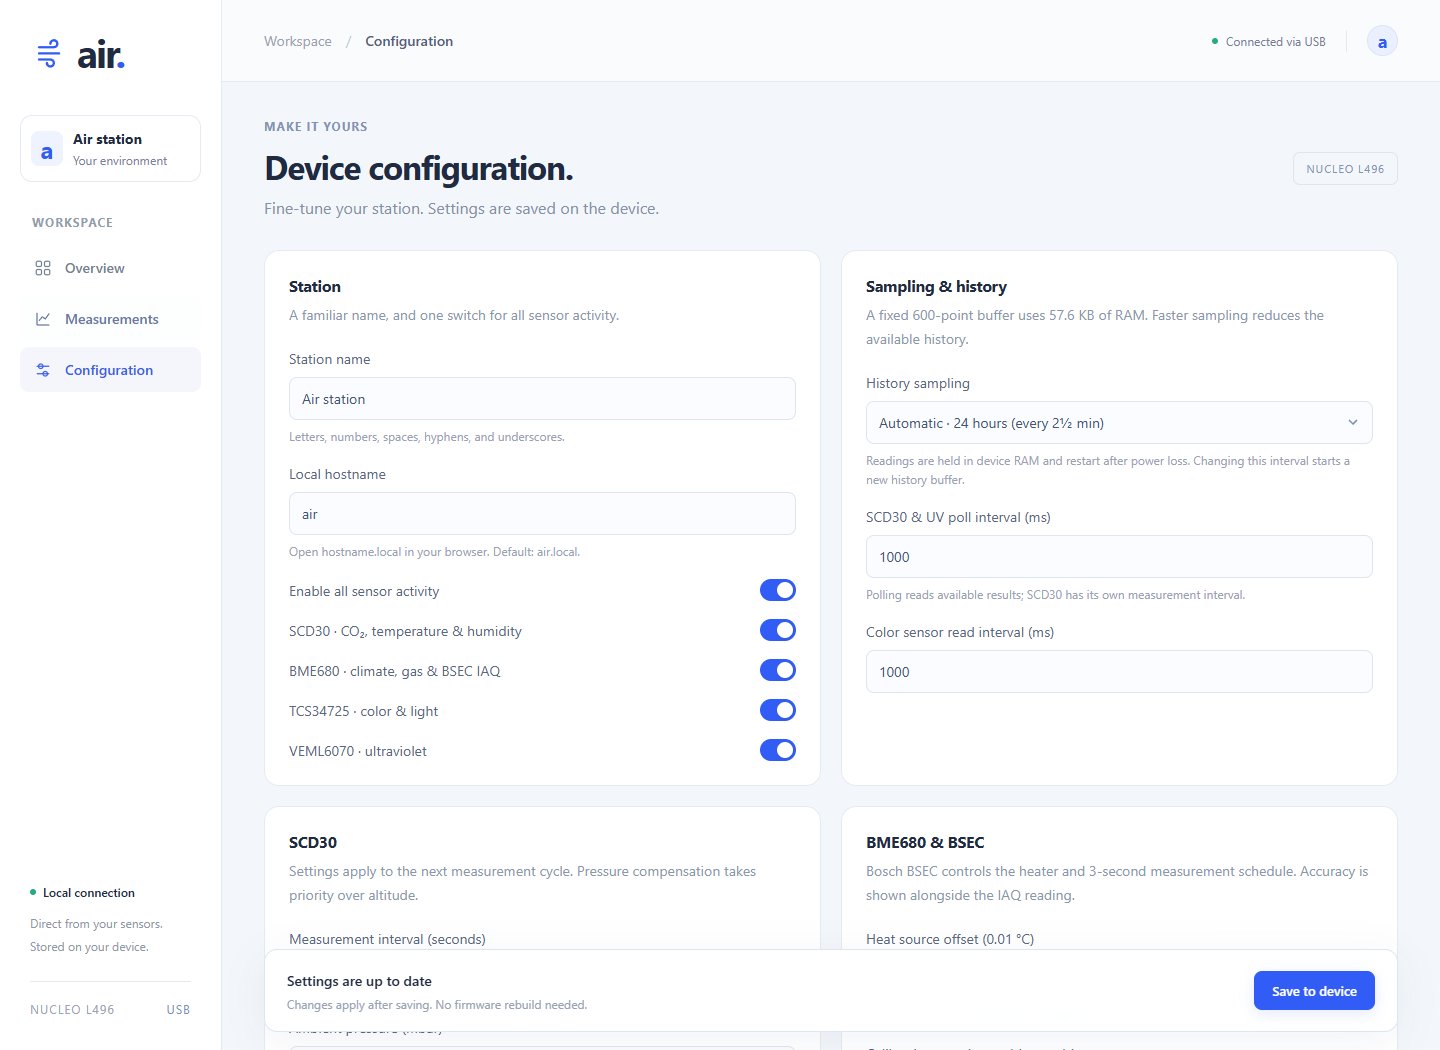 air.
a
Air station
Your environment
WORKSPACE
Overview
Measurements
Configuration
Local connection
Direct from your sensors.
Stored on your device.
NUCLEO L496 USB
Workspace / Configuration
Connected via USB
a
MAKE IT YOURS
Device configuration.
Fine-tune your station. Settings are saved on the device.
NUCLEO L496
Station
A familiar name, and one switch for all sensor activity.
Station name
Air station
Letters, numbers, spaces, hyphens, and underscores.
Local hostname
air
Open hostname.local in your browser. Default: air.local.
Enable all sensor activity
SCD30 · CO₂, temperature & humidity
BME680 · climate, gas & BSEC IAQ
TCS34725 · color & light
VEML6070 · ultraviolet
Sampling & history
A fixed 600-point buffer uses 57.6 KB of RAM. Faster sampling reduces the
available history.
History sampling
Automatic · 24 hours (every 2½ min)
Readings are held in device RAM and restart after power loss. Changing this interval starts a
new history buffer.
SCD30 & UV poll interval (ms)
1000
Polling reads available results; SCD30 has its own measurement interval.
Color sensor read interval (ms)
1000
SCD30
Settings apply to the next measurement cycle. Pressure compensation takes
priority over altitude.
Measurement interval (seconds)
BME680 & BSEC
Bosch BSEC controls the heater and 3-second measurement schedule. Accuracy is
shown alongside the IAQ reading.
Heat source offset (0.01 °C)
Settings are up to date
Changes apply after saving. No firmware rebuild needed.
Save to device